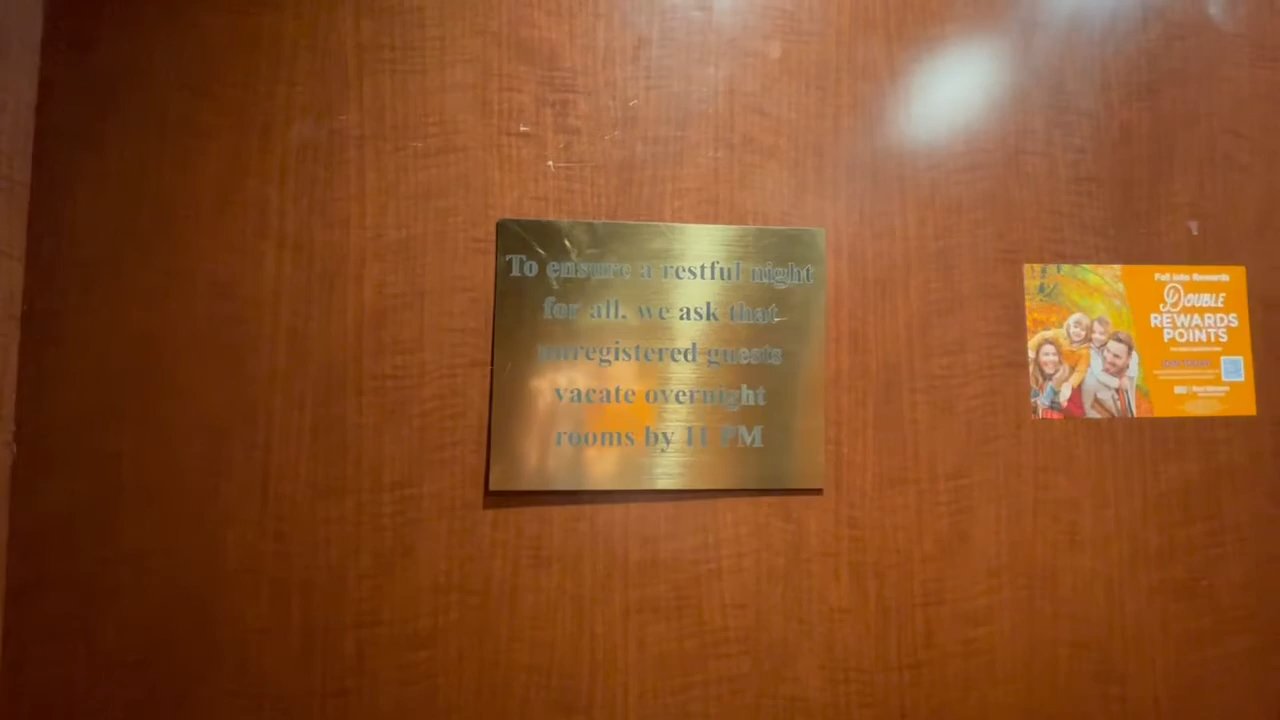 To ensure a restful night
for all, we ask that
unregistered guests
vacate overnight
rooms by 11 PM
Fall into Rewards
DOUBLE
REWARDS
POINTS